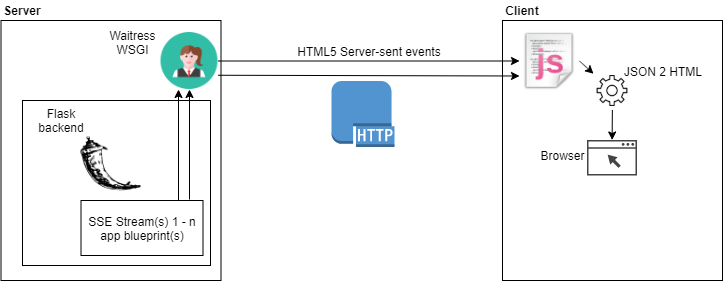 Server
Client
Waitress
WSGI
HTML5 Server-sent events
js
JSON 2 HTML
HTTP
Flask
backend
Browser
SSE Stream(s) 1 - n
app blueprint(s)